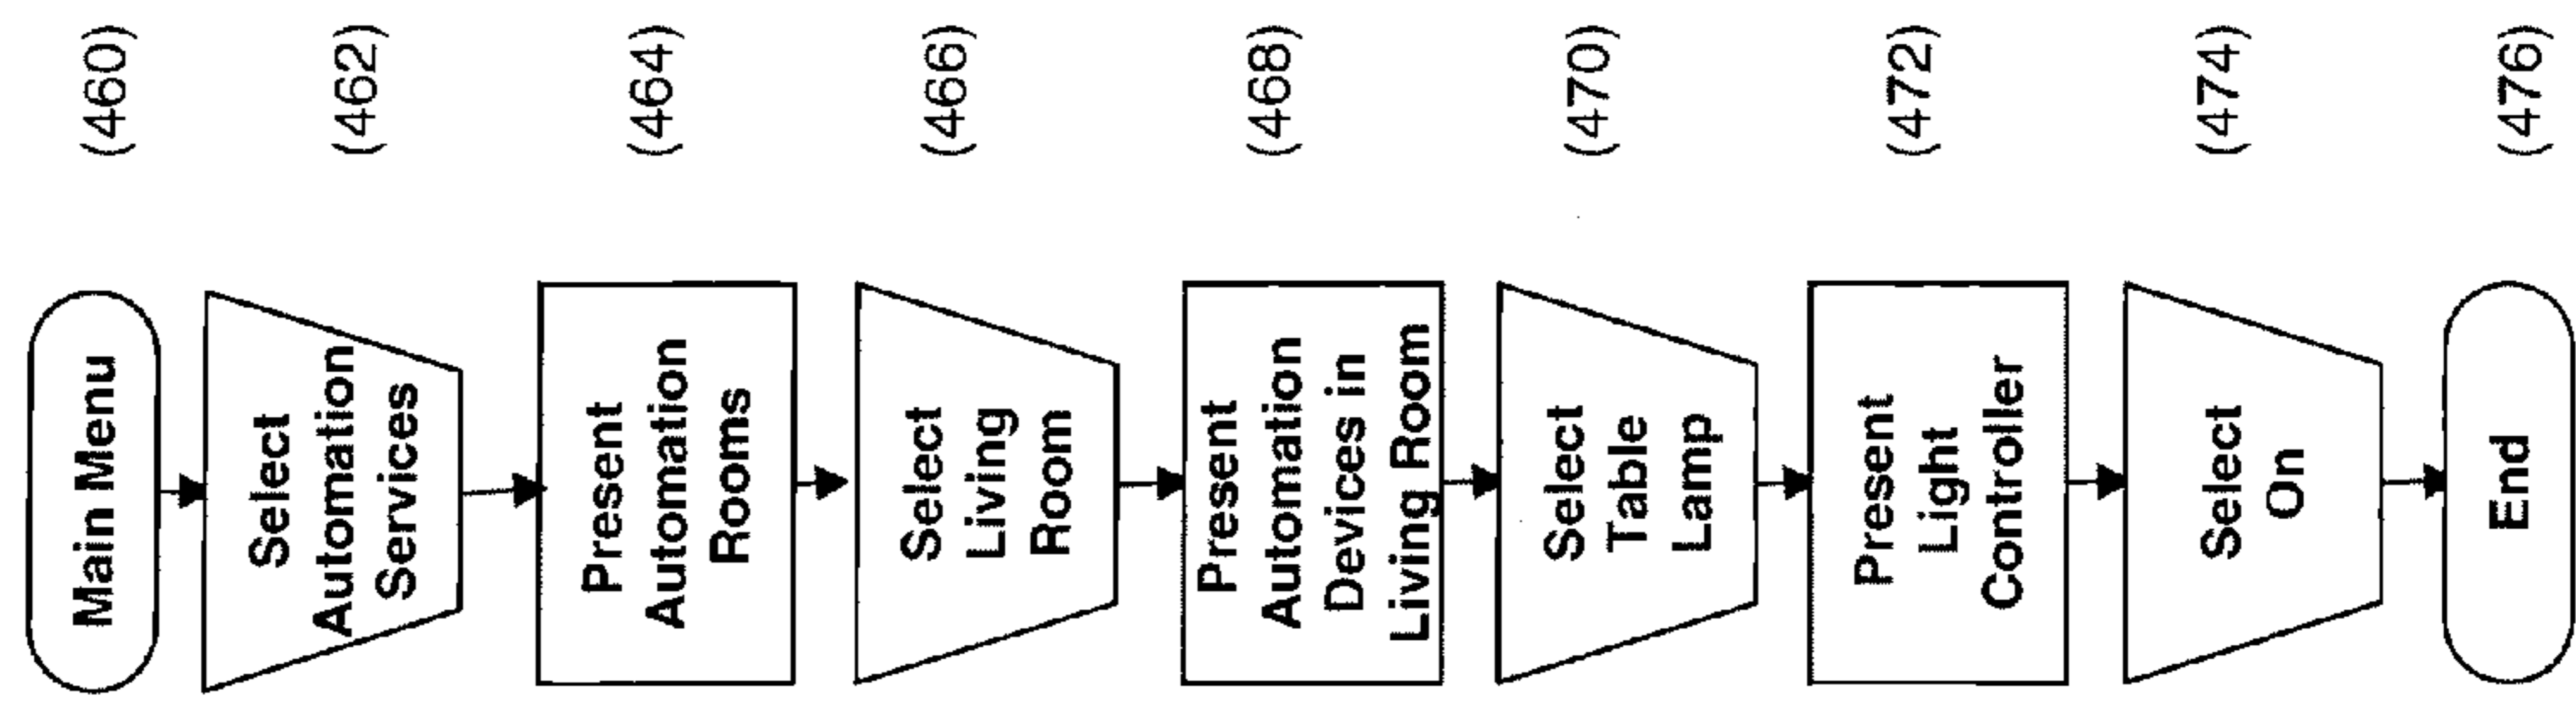 Main Menu
(460)
Select
Automation
Services
(462)
Present
Automation
Rooms
(464)
Select
Living
Room
(466)
Present
Automation
Devices in
Living Room
(468)
Select
Table
Lamp
(470)
Present
Light
Controller
(472)
Select
On
(474)
End
(476)